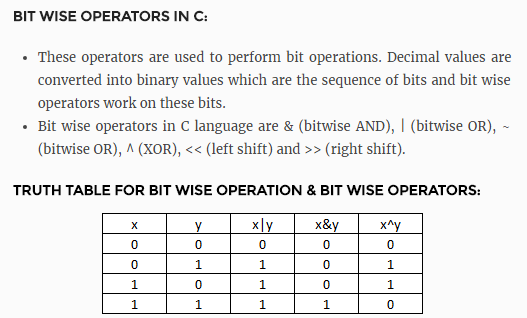 BIT WISE OPERATORS IN C:
• These operators are used to perform bit operations. Decimal values are
converted into binary values which are the sequence of bits and bit wise
operators work on these bits.
• Bit wise operators in C language are & (bitwise AND), | (bitwise OR), ~
(bitwise OR), ^ (XOR), << (left shift) and >> (right shift).
TRUTH TABLE FOR BIT WISE OPERATION & BIT WISE OPERATORS:
x y x|y x&y x^y
0 0 0 0 0
0 1 1 0 1
1 0 1 0 1
1 1 1 1 0